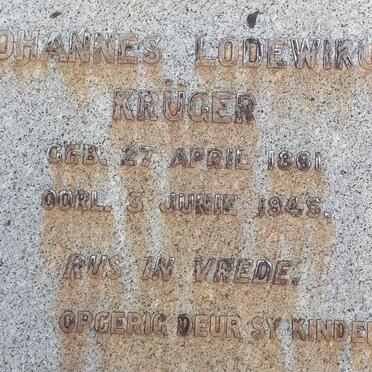 OHANNES LODEWIKU
KRÜGER
GEB. 27 APRIL 1861
OORL. 3 JUNIE 1946.
RUS IN VREDE.
OPGERIG DEUR SY KINDE